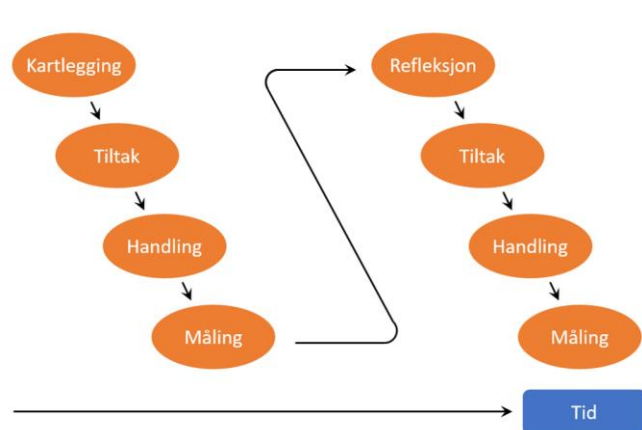 Kartlegging
Tiltak
Handling
Måling
Refleksjon
Tiltak
Handling
Måling
Tid